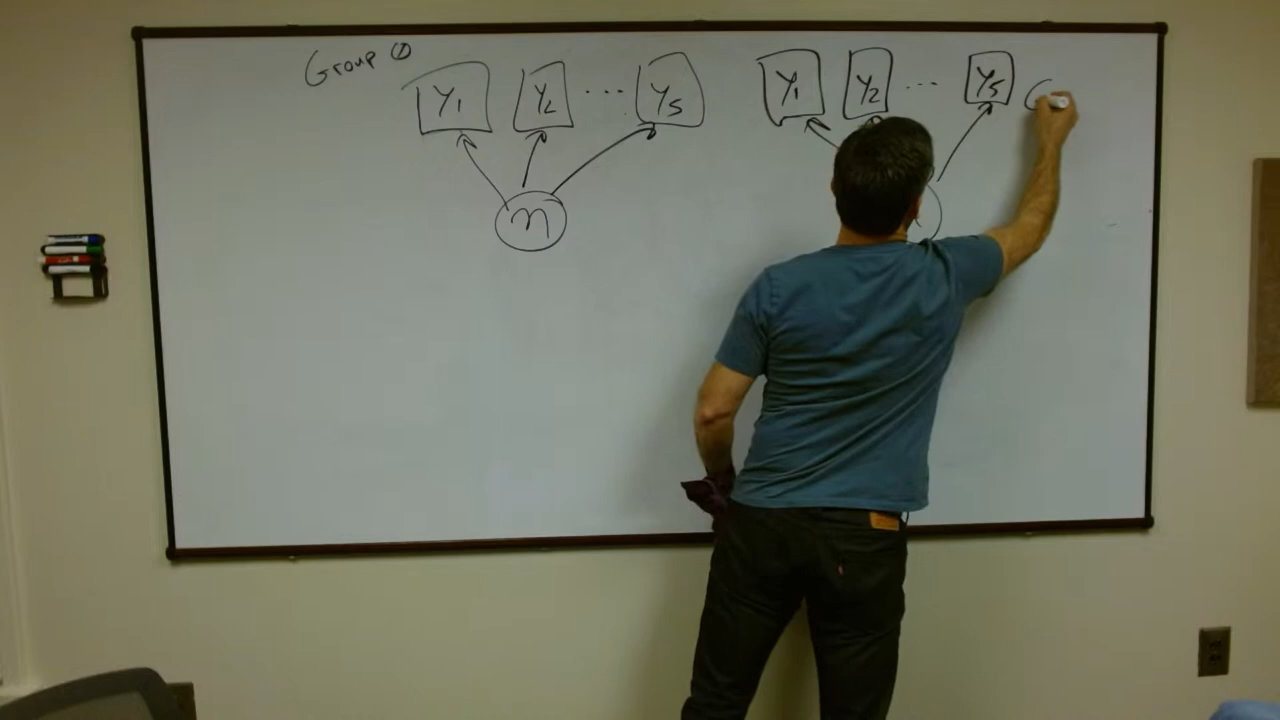 Group ①
Y₁ Y₂ ... Y₅ Y₁ Y₂ ... Y₅ G
η